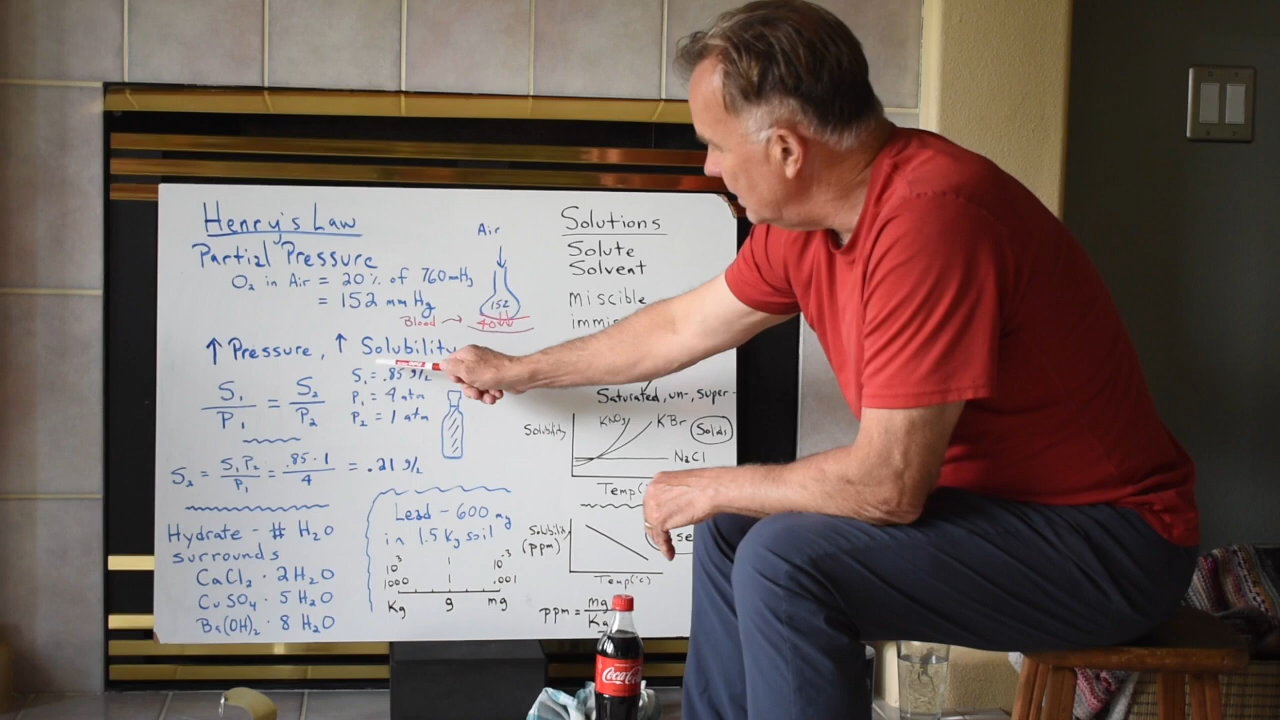 Henry's Law
Partial Pressure
O₂ in Air = 20% of 760 mmHg
= 152 mm Hg
Air
152
Blood →
40
↑ Pressure, ↑ Solubility
S₁ = .85 g/L
P₁ = 4 atm
P₂ = 1 atm
S₁/P₁ = S₂/P₂
S₂ = S₁P₂/P₁ = .85·1/4 = .21 g/L
Hydrate - # H₂O
surrounds
CaCl₂ · 2H₂O
CuSO₄ · 5 H₂O
Ba(OH)₂ · 8 H₂O
Lead - 600 mg
in 1.5 Kg soil
10³ 1 10⁻³
1000 1 .001
Kg g mg
Solutions
Solute
Solvent
miscible
Saturated, un-, super-
Solubility
KNO₃
KBr
Solids
NaCl
Temp
Solubility
(ppm)
Temp(°C)
ppm = mg/Kg
Coca-Cola